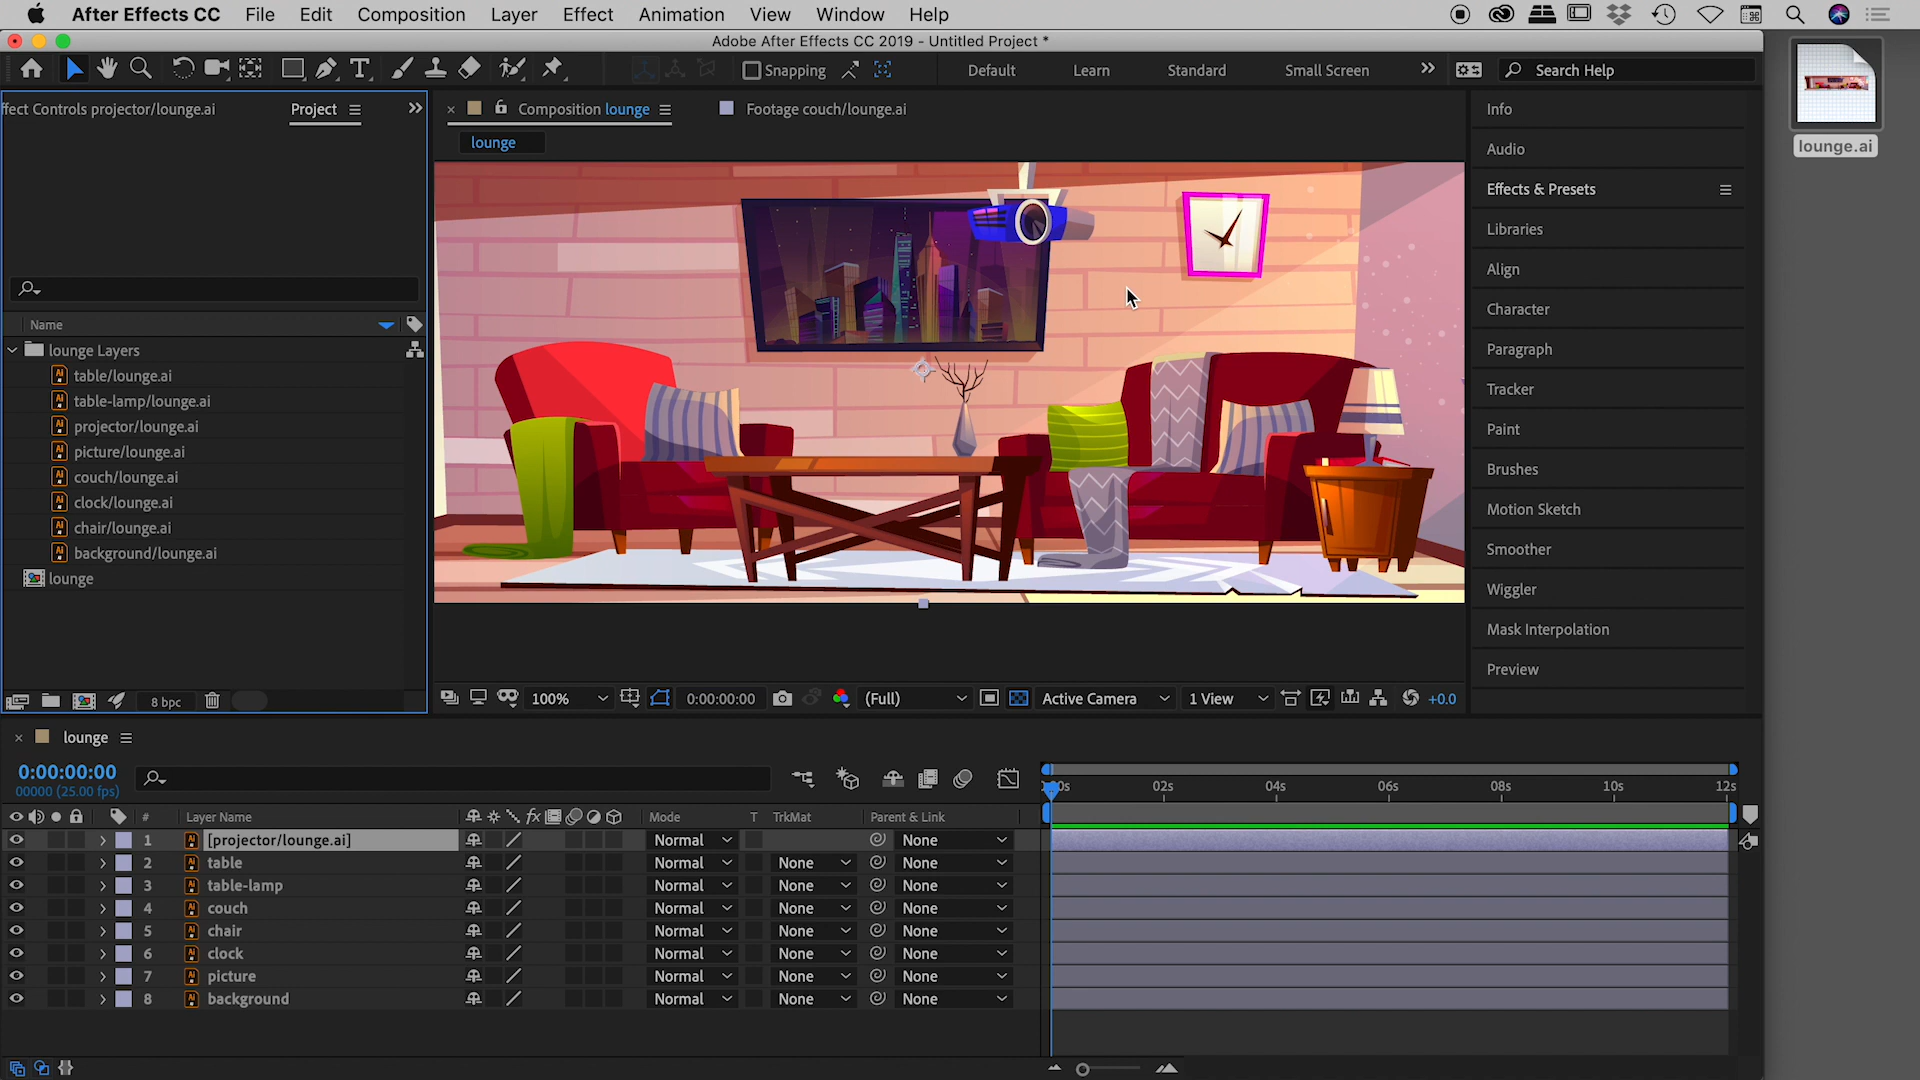 After Effects CC File Edit Composition Layer Effect Animation View Window Help
Adobe After Effects CC 2019 - Untitled Project *
Snapping Default Learn Standard Small Screen Search Help
ffect Controls projector/lounge.ai Project
Composition lounge Footage couch/lounge.ai
lounge
Name
lounge Layers
table/lounge.ai
table-lamp/lounge.ai
projector/lounge.ai
picture/lounge.ai
couch/lounge.ai
clock/lounge.ai
chair/lounge.ai
background/lounge.ai
lounge
8 bpc
100% 0:00:00:00 (Full) Active Camera 1 View +0.0
Info
Audio
Effects & Presets
Libraries
Align
Character
Paragraph
Tracker
Paint
Brushes
Motion Sketch
Smoother
Wiggler
Mask Interpolation
Preview
lounge.ai
lounge
0:00:00:00
00000 (25.00 fps)
02s 04s 06s 08s 10s 12s
# Layer Name Mode T TrkMat Parent & Link
1 [projector/lounge.ai] Normal None
2 table Normal None None
3 table-lamp Normal None None
4 couch Normal None None
5 chair Normal None None
6 clock Normal None None
7 picture Normal None None
8 background Normal None None